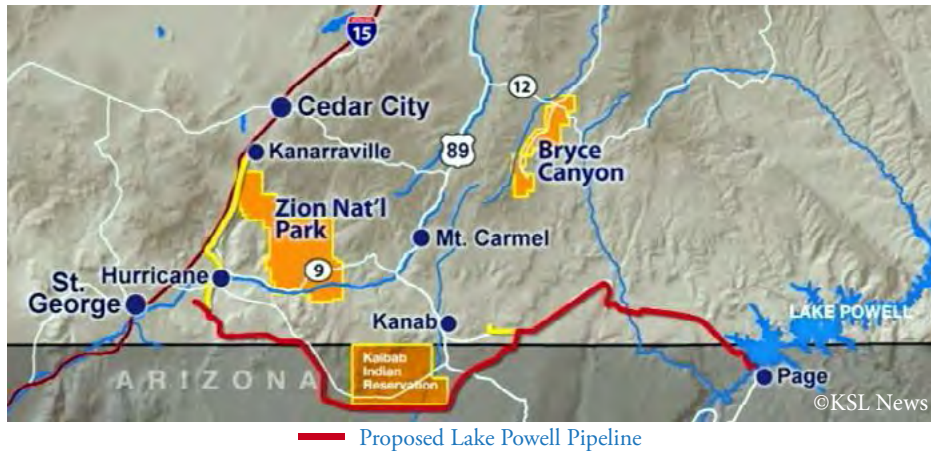 15
12
Cedar City
Kanarraville
89
Bryce
Canyon
Zion Nat'l
Park
Mt. Carmel
9
Hurricane
St.
George
Kanab
LAKE POWELL
Kaibab
Indian
Reservation
ARIZONA
Page
©KSL News
Proposed Lake Powell Pipeline